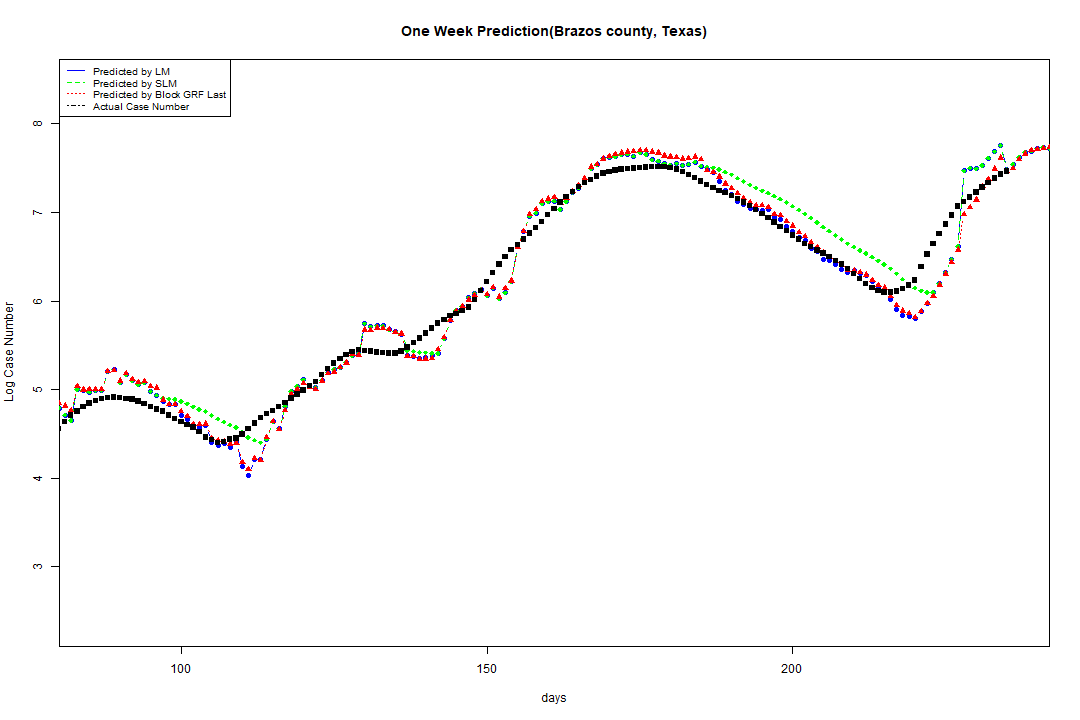 One Week Prediction(Brazos county, Texas)
Predicted by LM
Predicted by SLM
Predicted by Block GRF Last
Actual Case Number
8
7
6
5
4
3
Log Case Number
100 150 200
days